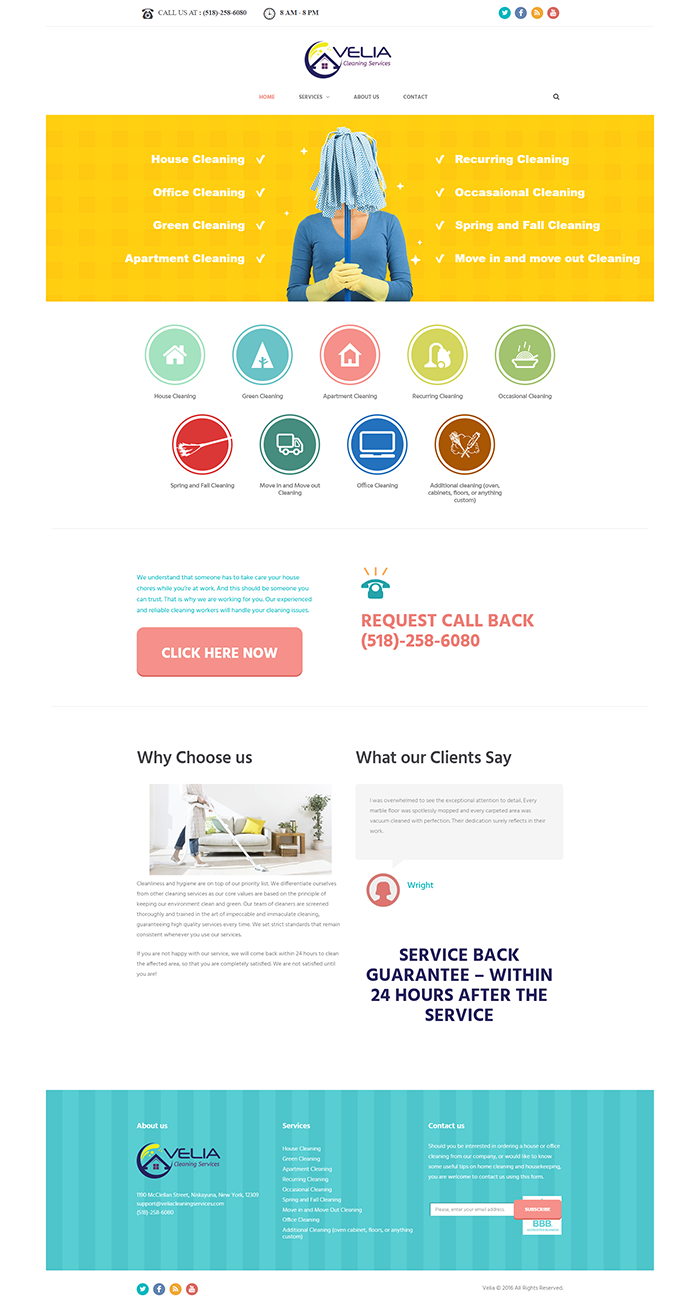 CALL US AT : (518)-258-6080
8 AM - 8 PM
VELIA
Cleaning Services
HOME
SERVICES
ABOUT US
CONTACT
House Cleaning
Office Cleaning
Green Cleaning
Apartment Cleaning
Recurring Cleaning
Occasaional Cleaning
Spring and Fall Cleaning
Move in and move out Cleaning
House Cleaning
Green Cleaning
Apartment Cleaning
Recurring Cleaning
Occasional Cleaning
Spring and Fall Cleaning
Move In and Move out
Cleaning
Office Cleaning
Additional cleaning (oven,
cabinets, floors, or anything
custom)
We understand that someone has to take care your house
chores while you're at work. And this should be someone you
can trust. That is why we are working for you. Our experienced
and reliable cleaning workers will handle your cleaning issues.
CLICK HERE NOW
REQUEST CALL BACK
(518)-258-6080
Why Choose us
Cleanliness and hygiene are on top of our priority list. We differentiate ourselves
from other cleaning services as our core values are based on the principle of
keeping our environment clean and green. Our team of cleaners are screened
thoroughly and trained in the art of impeccable and immaculate cleaning,
guaranteeing high quality services every time. We set strict standards that remain
consistent whenever you use our services.
If you are not happy with our service, we will come back within 24 hours to clean
the affected area, so that you are completely satisfied. We are not satisfied until
you are!
What our Clients Say
I was overwhelmed to see the exceptional attention to detail. Every
marble floor was spotlessly mopped and every carpeted area was
vacuum cleaned with perfection. Their dedication surely reflects in their
work.
Wright
SERVICE BACK
GUARANTEE – WITHIN
24 HOURS AFTER THE
SERVICE
About us
VELIA
Cleaning Services
1190 McClellan Street, Niskayuna, New York, 12309
support@veliacleaningservices.com
(518)-258-6080
Services
House Cleaning
Green Cleaning
Apartment Cleaning
Recurring Cleaning
Occasional Cleaning
Spring and Fall Cleaning
Move in and Move Out Cleaning
Office Cleaning
Additional Cleaning (oven cabinet, floors, or anything
custom)
Contact us
Should you be interested in ordering a house or office
cleaning from our company, or would like to know
some useful tips on home cleaning and housekeeping,
you are welcome to contact us using this form.
Please, enter your email address
SUBSCRIBE
BBB
Velia © 2016 All Rights Reserved.